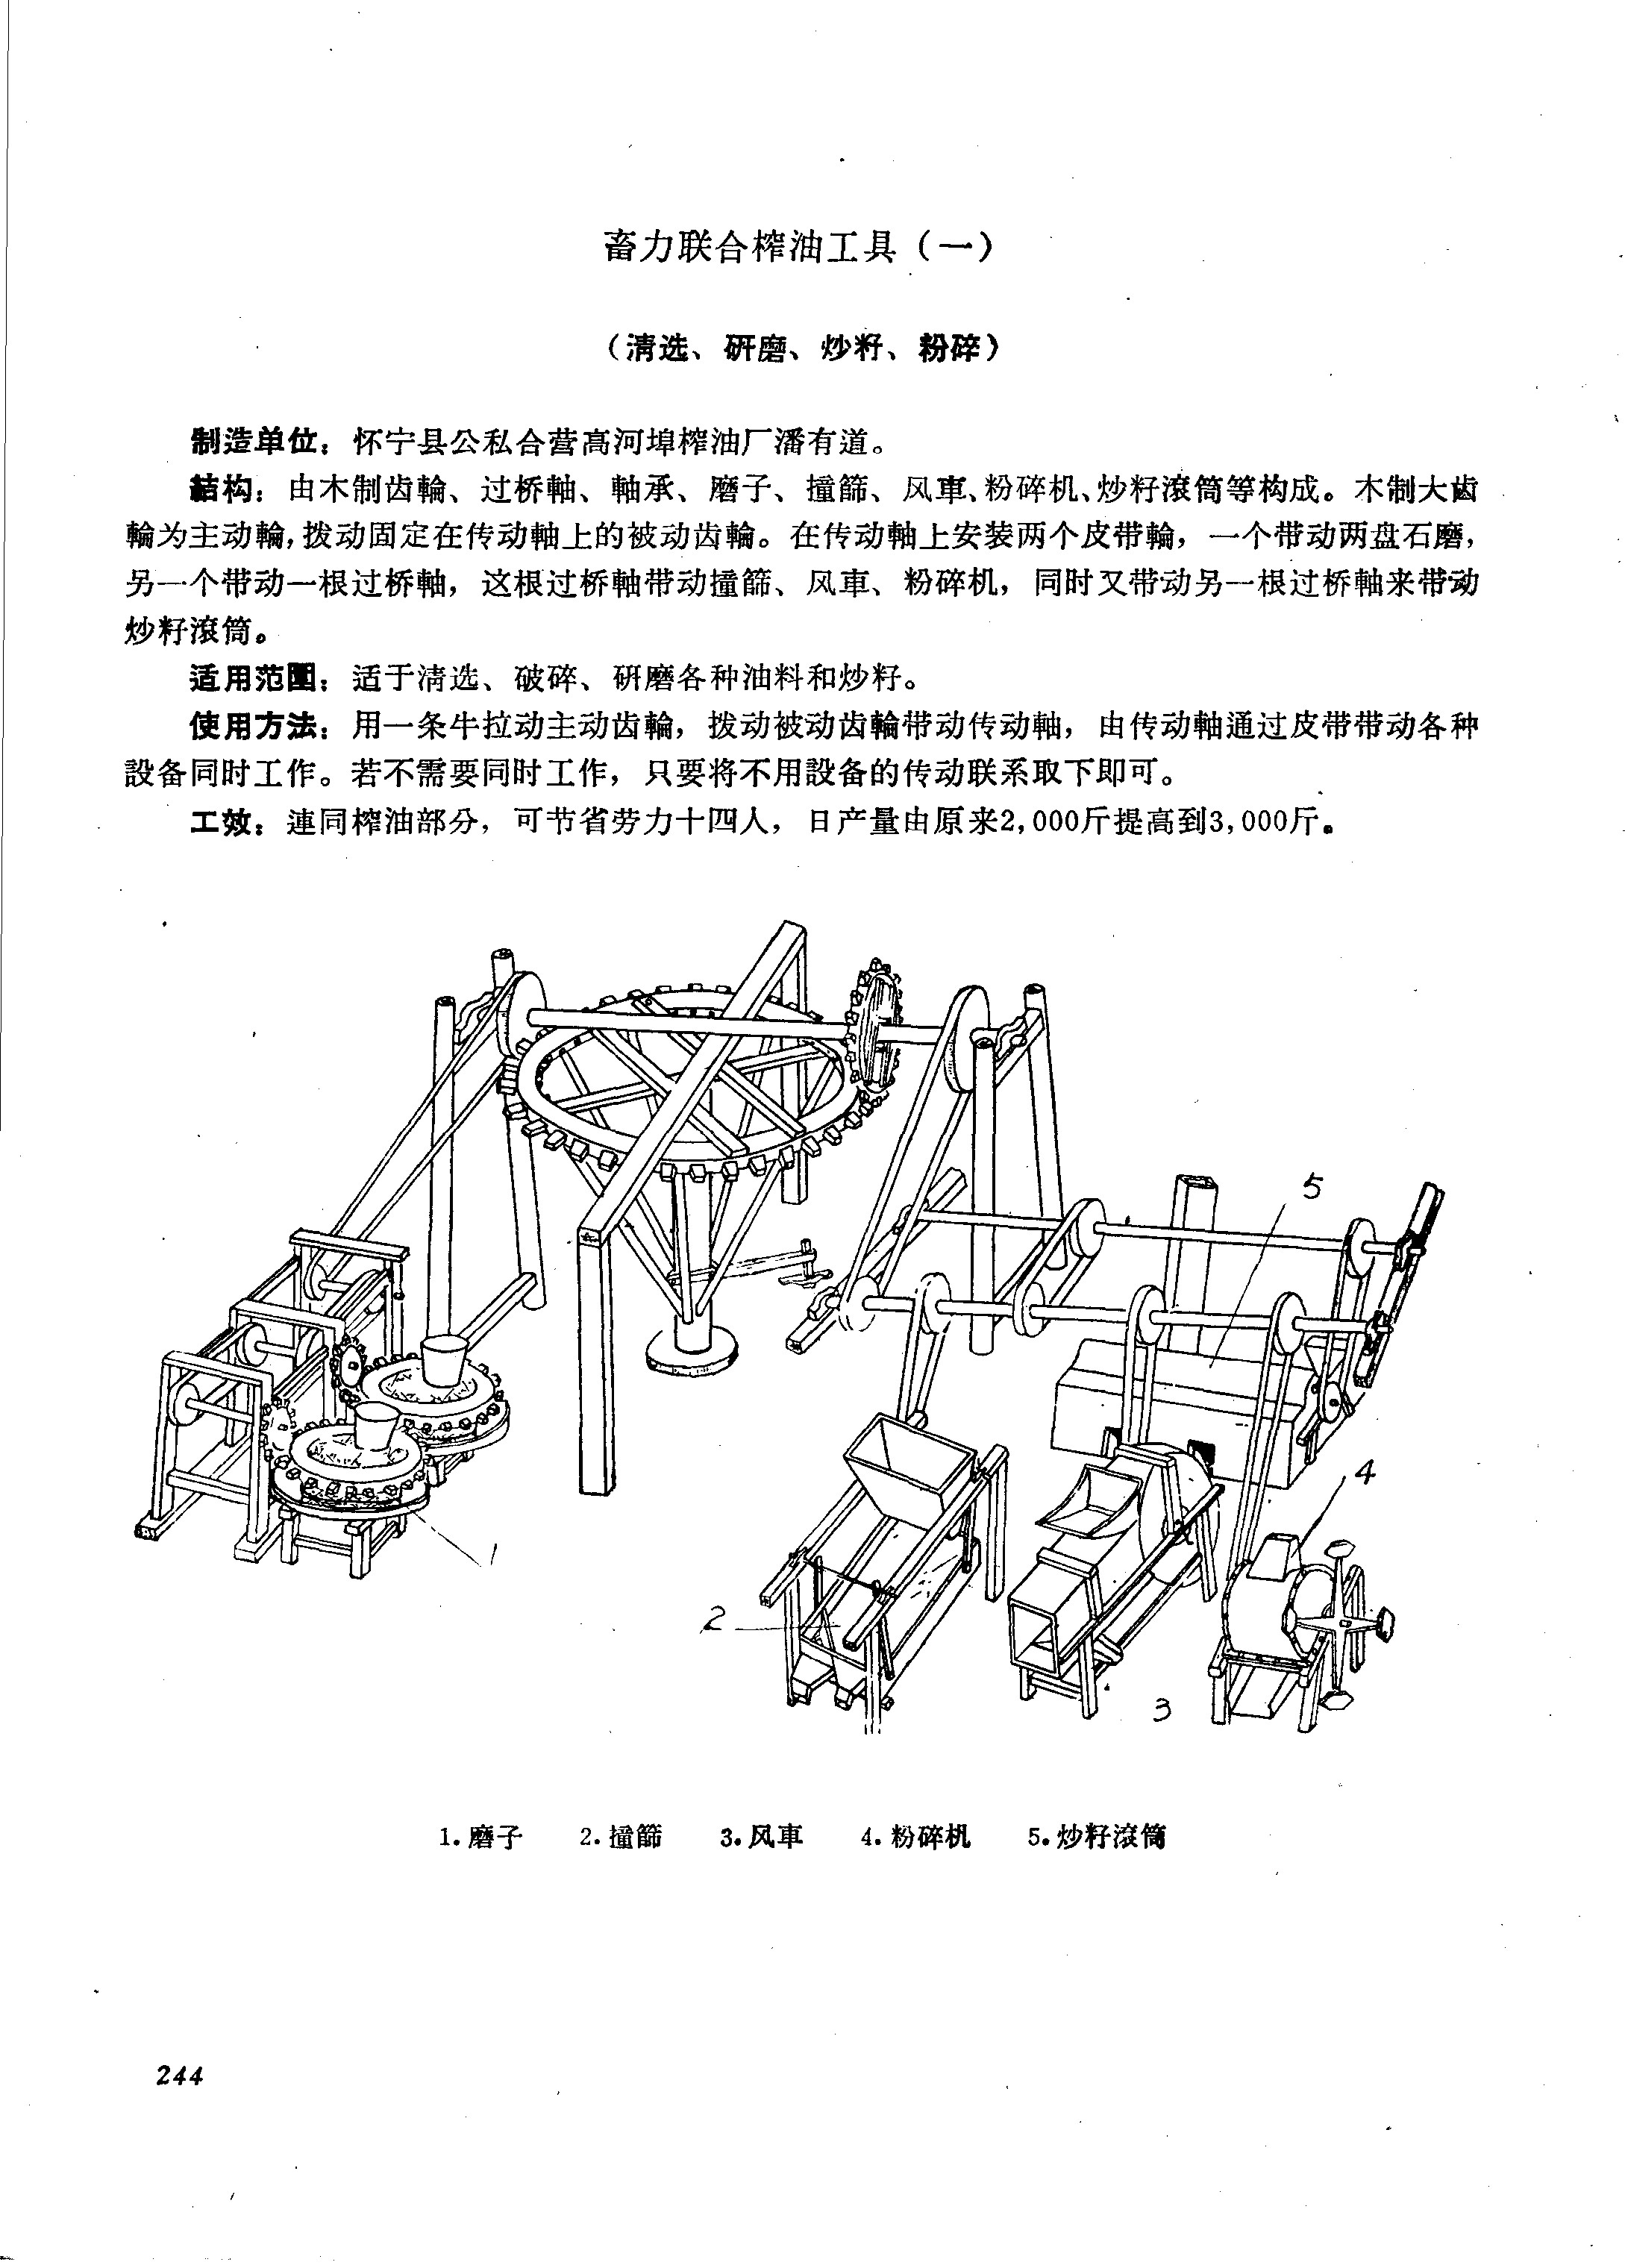 畜力联合榨油工具（一）
（清选、研磨、炒籽、粉碎）
制造单位：怀宁县公私合营高河埠榨油厂潘有道。
結构：由木制齿輪、过桥軸、軸承、磨子、撞篩、风車、粉碎机、炒籽滾筒等构成。木制大齿
輪为主动輪，拨动固定在传动軸上的被动齿輪。在传动軸上安装两个皮带輪，一个带动两盘石磨，
另一个带动一根过桥軸，这根过桥軸带动撞篩、风車、粉碎机，同时又带动另一根过桥軸来带动
炒籽滾筒。
适用范圍：适于清选、破碎、研磨各种油料和炒籽。
使用方法：用一条牛拉动主动齿輪，拨动被动齿輪带动传动軸，由传动軸通过皮带带动各种
設备同时工作。若不需要同时工作，只要将不用設备的传动联系取下即可。
工效：連同榨油部分，可节省劳力十四人，日产量由原来2,000斤提高到3,000斤。
5
4
1
2
3
1.磨子 2.撞篩 3.风車 4.粉碎机 5.炒籽滾筒
244